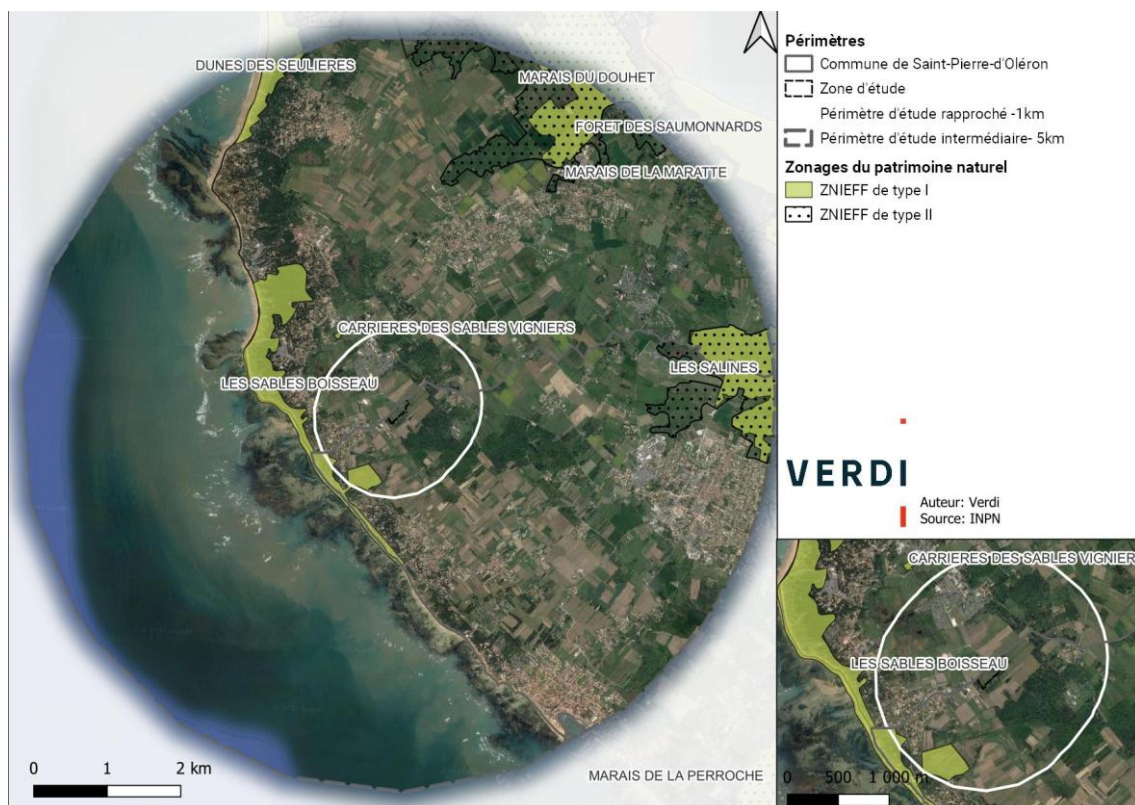 DUNES DES SEULIERES
MARAIS DU DOUHET
FORET DES SAUMONNARDS
MARAIS DE LA MARATTE
CARRIERES DES SABLES VIGNIERS
LES SALINES
LES SABLES BOISSEAU
MARAIS DE LA PERROCHE
0 1 2 km
Périmètres
Commune de Saint-Pierre-d'Oléron
Zone d'étude
Périmètre d'étude rapproché -1km
Périmètre d'étude intermédiaire- 5km
Zonages du patrimoine naturel
ZNIEFF de type I
ZNIEFF de type II
VERDI
Auteur: Verdi
Source: INPN
CARRIERES DES SABLES VIGNIER
LES SABLES BOISSEAU
0 500 1 000 m